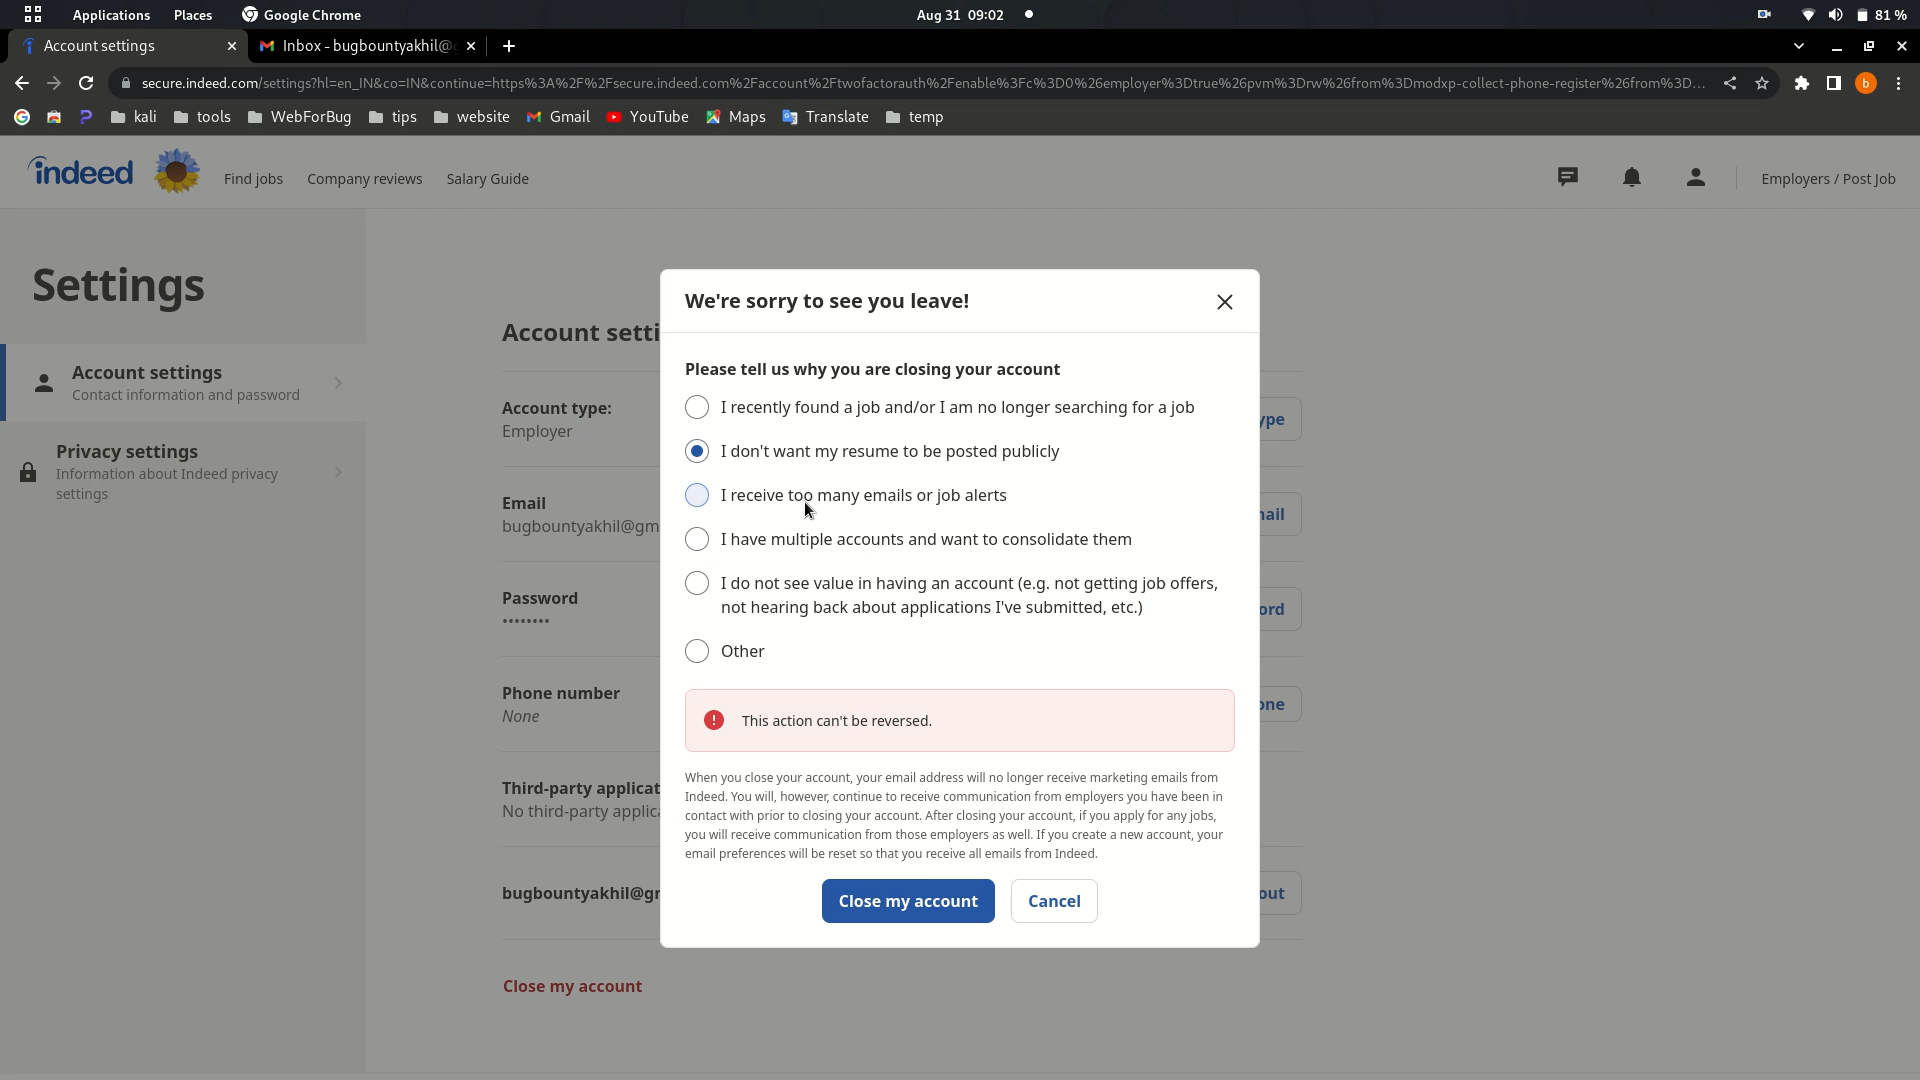 Applications Places Google Chrome Aug 31 09:02 81 %
Account settings Inbox - bugbountyakhil@
secure.indeed.com/settings?hl=en_IN&co=IN&continue=https%3A%2F%2Fsecure.indeed.com%2Faccount%2Ftwofactorauth%2Fenable%3Fc%3D0%26employer%3Dtrue%26pvm%3Drw%26from%3Dmodxp-collect-phone-register%26from%3D... b
kali tools WebForBug tips website Gmail YouTube Maps Translate temp
indeed Find jobs Company reviews Salary Guide Employers / Post Job
Settings
Account settings
Contact information and password
Privacy settings
Information about Indeed privacy
settings
Account setti
Account type:
Employer
ype
Email
bugbountyakhil@gm
nail
Password
••••••••
ord
Phone number
None
one
Third-party applicat
No third-party applica
bugbountyakhil@gr
out
Close my account
We're sorry to see you leave!
Please tell us why you are closing your account
I recently found a job and/or I am no longer searching for a job
I don't want my resume to be posted publicly
I receive too many emails or job alerts
I have multiple accounts and want to consolidate them
I do not see value in having an account (e.g. not getting job offers,
not hearing back about applications I've submitted, etc.)
Other
This action can't be reversed.
When you close your account, your email address will no longer receive marketing emails from
Indeed. You will, however, continue to receive communication from employers you have been in
contact with prior to closing your account. After closing your account, if you apply for any jobs,
you will receive communication from those employers as well. If you create a new account, your
email preferences will be reset so that you receive all emails from Indeed.
Close my account Cancel